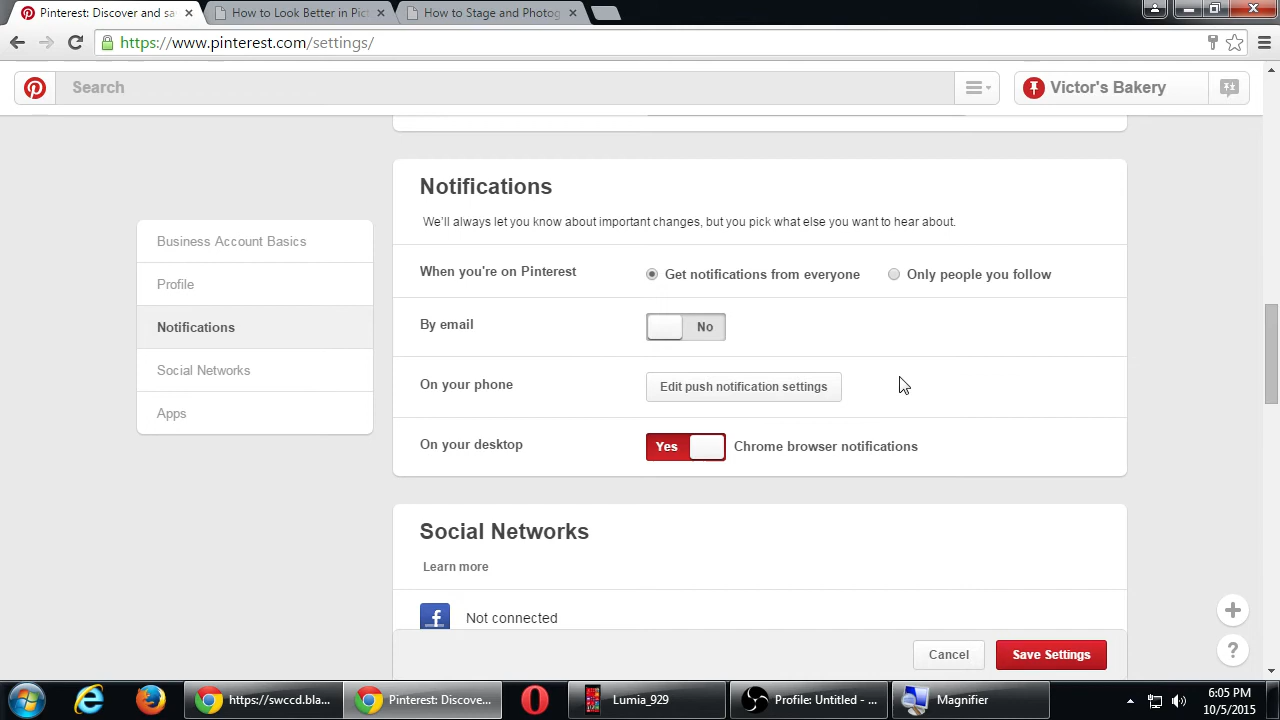 Pinterest: Discover and sa
How to Look Better in Pict
How to Stage and Photog
https://www.pinterest.com/settings/
Search
Victor's Bakery
Notifications
We'll always let you know about important changes, but you pick what else you want to hear about.
Business Account Basics
Profile
Notifications
Social Networks
Apps
When you're on Pinterest
Get notifications from everyone
Only people you follow
By email
No
On your phone
Edit push notification settings
On your desktop
Yes
Chrome browser notifications
Social Networks
Learn more
f
Not connected
Cancel
Save Settings
?
https://swccd.bla...
Pinterest: Discove...
Lumia_929
Profile: Untitled - ...
Magnifier
6:05 PM
10/5/2015